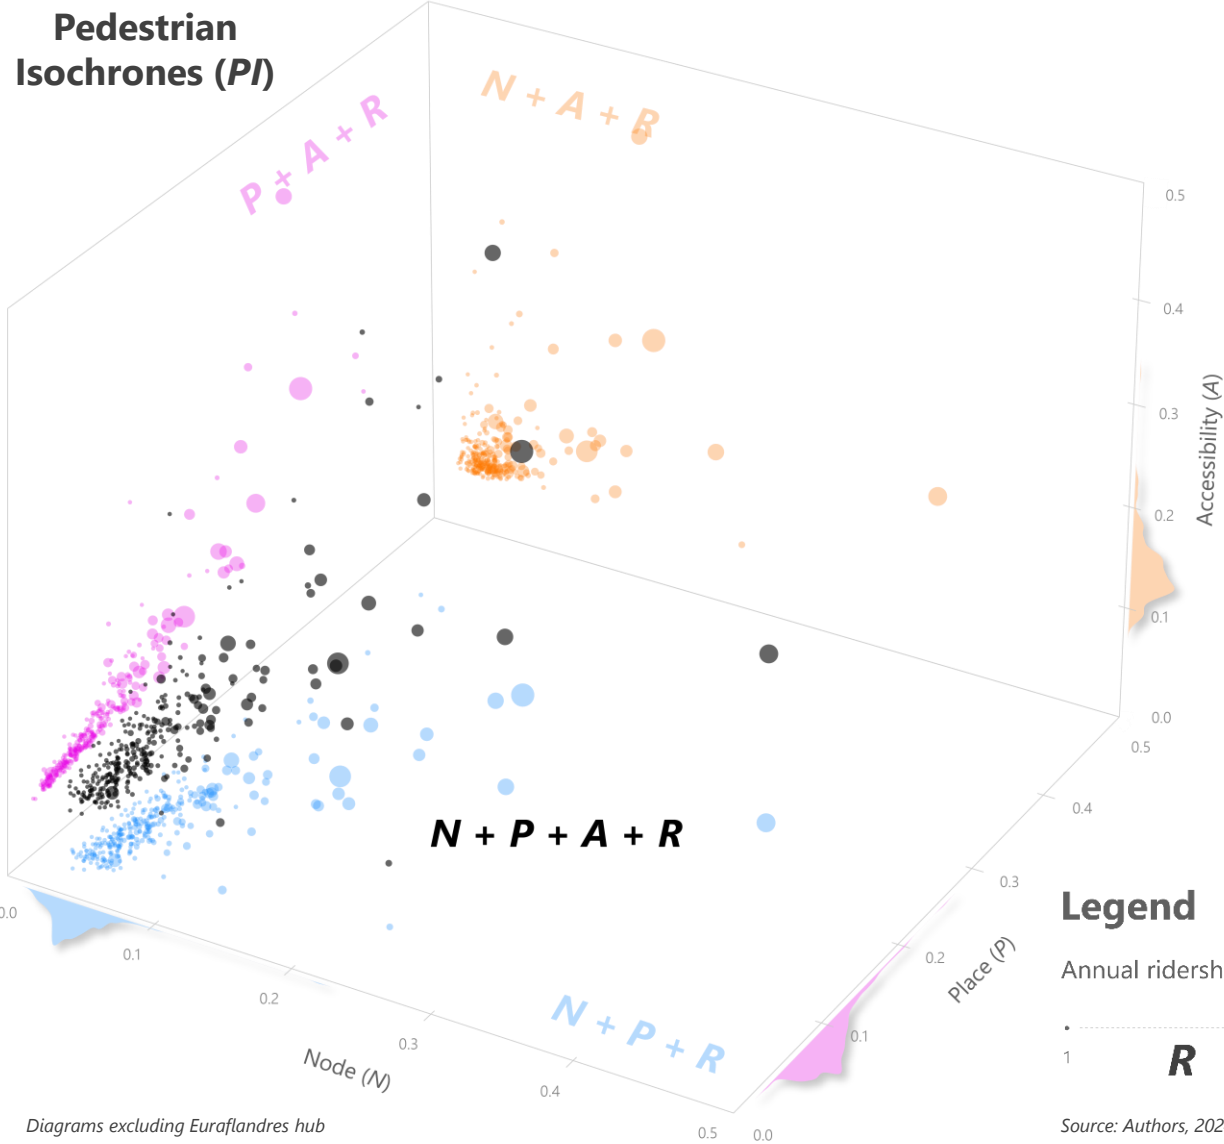 Pedestrian
Isochrones (PI)
P + A + R
N + A + R
0.5
0.4
0.3
0.2
0.1
0.0
Accessibility (A)
0.5
0.4
0.3
0.2
0.1
0.0
Place (P)
0.0
0.1
0.2
0.3
0.4
0.5
Node (N)
N + P + A + R
N + P + R
Legend
Annual ridersh
1
R
Diagrams excluding Euraflandres hub
Source: Authors, 202